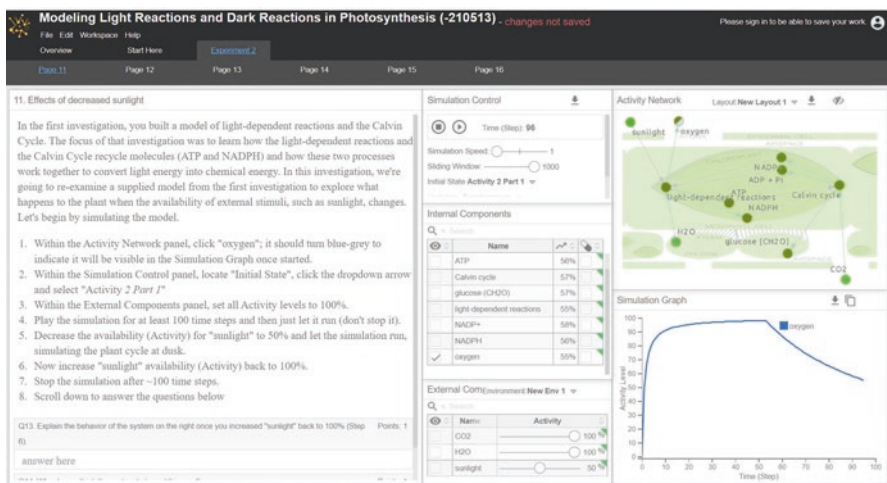 Modeling Light Reactions and Dark Reactions in Photosynthesis (-210513) - changes not saved
Please sign in to be able to save your work.
File Edit Workspace Help
Overview Start Here Experiment 2
Page 11 Page 12 Page 13 Page 14 Page 15 Page 16
11. Effects of decreased sunlight
In the first investigation, you built a model of light-dependent reactions and the Calvin
Cycle. The focus of that investigation was to learn how the light-dependent reactions and
the Calvin Cycle recycle molecules (ATP and NADPH) and how these two processes
work together to convert light energy into chemical energy. In this investigation, we're
going to re-examine a supplied model from the first investigation to explore what
happens to the plant when the availability of external stimuli, such as sunlight, changes.
Let's begin by simulating the model.
1. Within the Activity Network panel, click "oxygen"; it should turn blue-grey to
indicate it will be visible in the Simulation Graph once started.
2. Within the Simulation Control panel, locate "Initial State", click the dropdown arrow
and select "Activity 2 Part 1"
3. Within the External Components panel, set all Activity levels to 100%.
4. Play the simulation for at least 100 time steps and then just let it run (don't stop it).
5. Decrease the availability (Activity) for "sunlight" to 50% and let the simulation run,
simulating the plant cycle at dusk.
6. Now increase "sunlight" availability (Activity) back to 100%.
7. Stop the simulation after ~100 time steps.
8. Scroll down to answer the questions below
Q13. Explain the behavior of the system on the right once you increased "sunlight" back to 100% (Step Points: 1
6)
answer here
Simulation Control
Time (Step): 98
Simulation Speed: 1
Sliding Window: 1000
Initial State Activity 2 Part 1
Internal Components
Search
Name
ATP 56%
Calvin cycle 57%
glucose (CH2O) 57%
light dependent reactions 55%
NADP+ 58%
NADPH 56%
oxygen 55%
External Com Environment: New Env 1
Search
Name Activity
CO2 100 %
H2O 100 %
sunlight 50 %
Activity Network Layout: New Layout 1
sunlight oxygen
NADP
ADP + Pi
ATP
light-dependent reactions Calvin cycle
NADPH
H2O
glucose (CH2O)
CO2
Simulation Graph
oxygen
Activity Level
100
90
80
70
60
50
40
30
20
10
0
0 10 20 30 40 50 60 70 80 90 100
Time (Step)